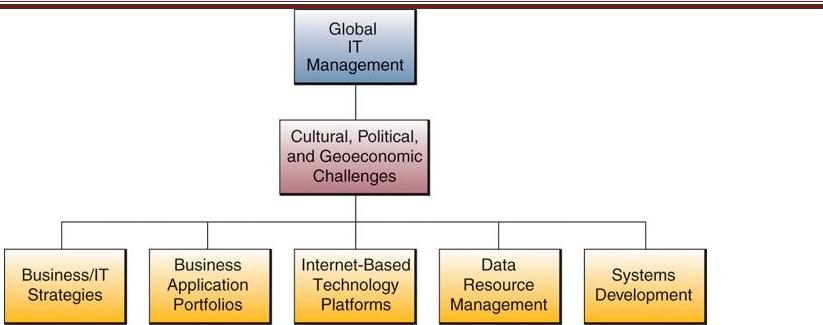 Global
IT
Management
Cultural, Political,
and Geoeconomic
Challenges
Business/IT
Strategies
Business
Application
Portfolios
Internet-Based
Technology
Platforms
Data
Resource
Management
Systems
Development